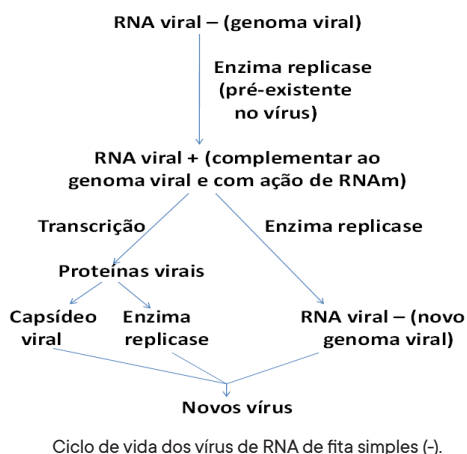 RNA viral – (genoma viral)
Enzima replicase
(pré-existente
no vírus)
RNA viral + (complementar ao
genoma viral e com ação de RNAm)
Transcrição
Enzima replicase
Proteínas virais
Capsídeo
viral
Enzima
replicase
RNA viral – (novo
genoma viral)
Novos vírus
Ciclo de vida dos vírus de RNA de fita simples (-).